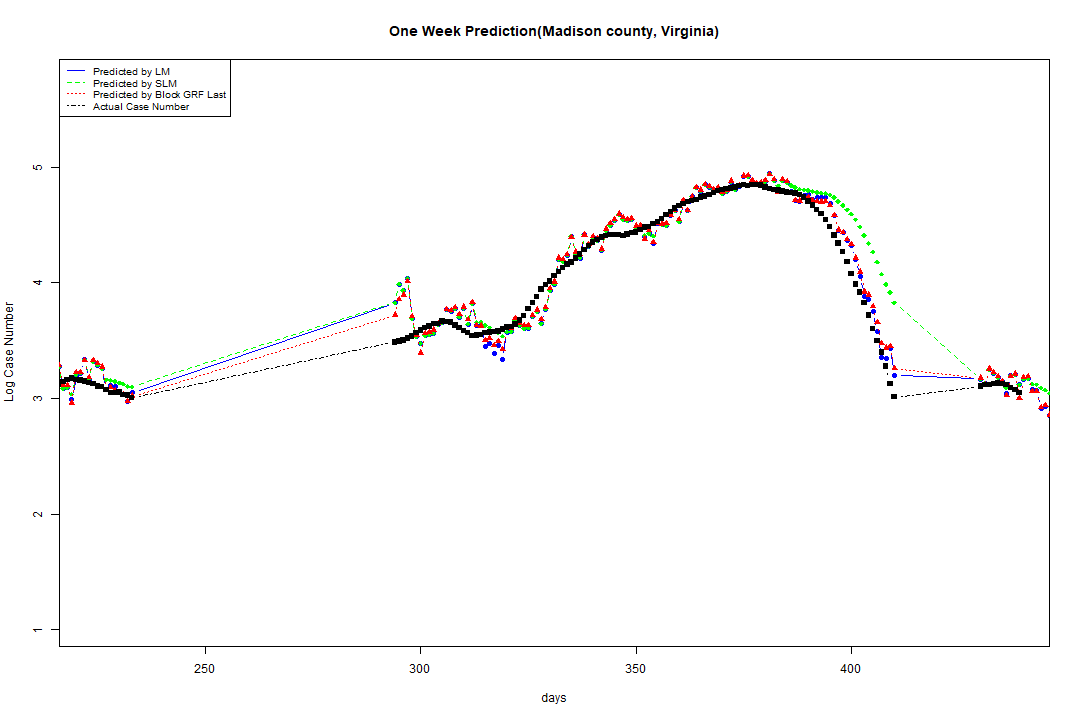 One Week Prediction(Madison county, Virginia)
Predicted by LM
Predicted by SLM
Predicted by Block GRF Last
Actual Case Number
5
4
3
2
1
Log Case Number
250 300 350 400
days